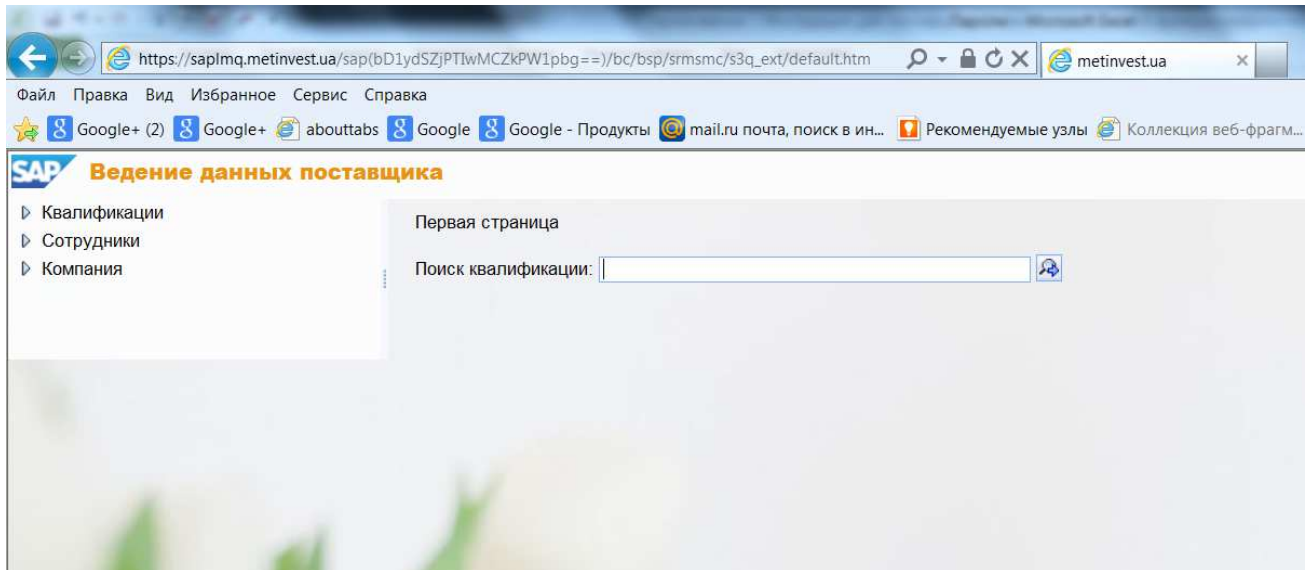 https://saplmq.metinvest.ua/sap(bD1ydSZjPTIwMCZkPW1pbg==)/bc/bsp/srmsmc/s3q_ext/default.htm metinvest.ua
Файл Правка Вид Избранное Сервис Справка
Google+ (2) Google+ abouttabs Google Google - Продукты mail.ru почта, поиск в ин... Рекомендуемые узлы Коллекция веб-фрагм...
SAP Ведение данных поставщика
Квалификации
Сотрудники
Компания
Первая страница
Поиск квалификации: